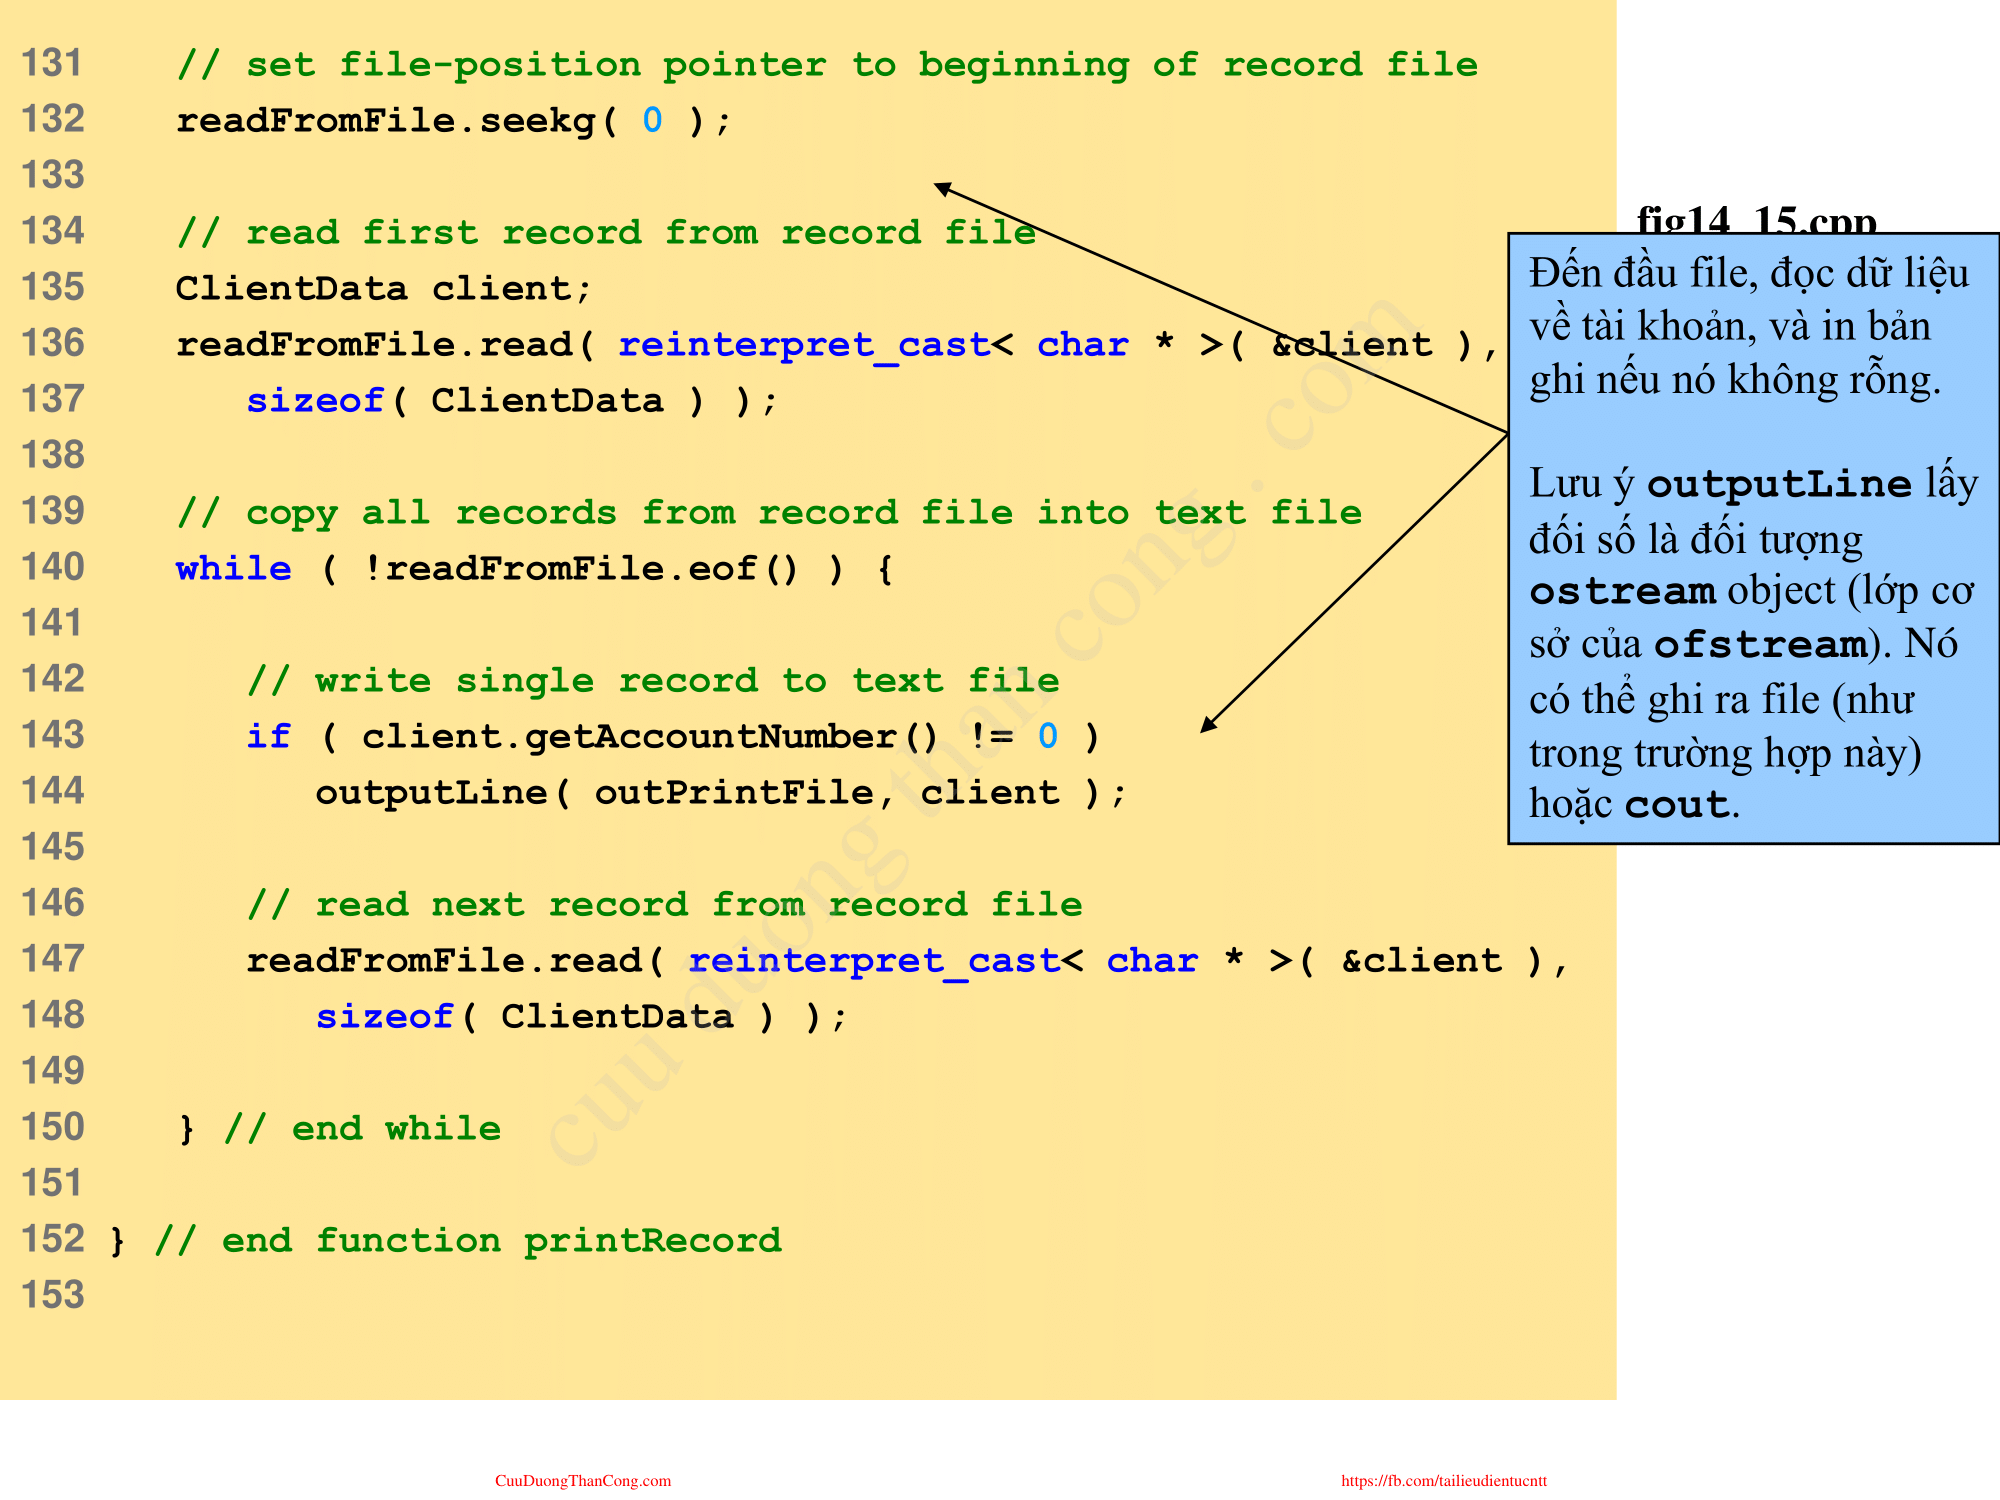 131 // set file-position pointer to beginning of record file
132 readFromFile.seekg( 0 );
133
134 // read first record from record file
135 ClientData client;
136 readFromFile.read( reinterpret_cast< char * >( &client ),
137 sizeof( ClientData ) );
138
139 // copy all records from record file into text file
140 while ( !readFromFile.eof() ) {
141
142 // write single record to text file
143 if ( client.getAccountNumber() != 0 )
144 outputLine( outPrintFile, client );
145
146 // read next record from record file
147 readFromFile.read( reinterpret_cast< char * >( &client ),
148 sizeof( ClientData ) );
149
150 } // end while
151
152 } // end function printRecord
153
fig14_15.cpp
Đến đầu file, đọc dữ liệu
về tài khoản, và in bản
ghi nếu nó không rỗng.
Lưu ý outputLine lấy
đối số là đối tượng
ostream object (lớp cơ
sở của ofstream). Nó
có thể ghi ra file (như
trong trường hợp này)
hoặc cout.
cuu duong than cong . com
CuuDuongThanCong.com
https://fb.com/tailieudientucntt